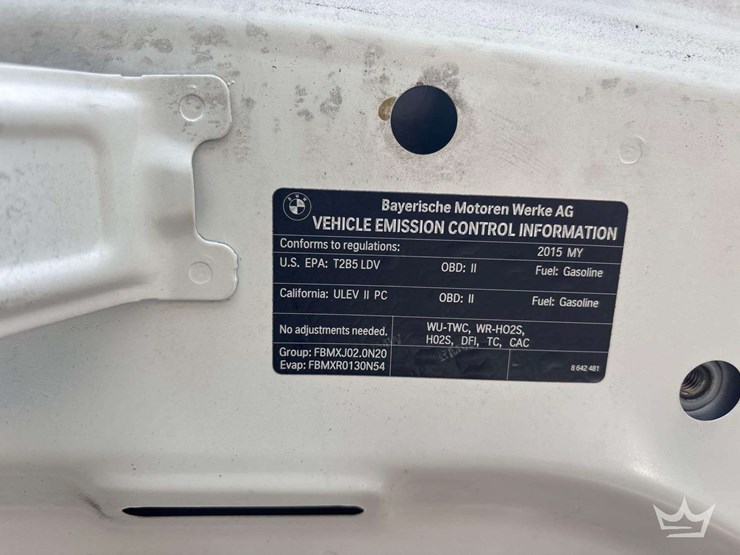 BMW
Bayerische Motoren Werke AG
VEHICLE EMISSION CONTROL INFORMATION
Conforms to regulations: 2015 MY
U.S. EPA: T2B5 LDV OBD: II Fuel: Gasoline
California: ULEV II PC OBD: II Fuel: Gasoline
No adjustments needed. WU-TWC, WR-HO2S,
HO2S, DFI, TC, CAC
Group: FBMXJ02.0N20
Evap: FBMXR0130N54
8 642 481